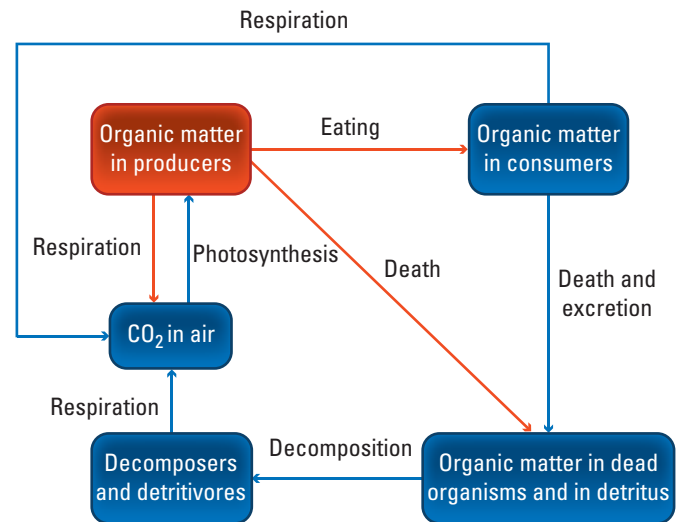 Respiration
Organic matter
in producers
Eating
Organic matter
in consumers
Respiration
Photosynthesis
Death
Death and
excretion
CO₂ in air
Respiration
Decomposers
and detritivores
Decomposition
Organic matter in dead
organisms and in detritus